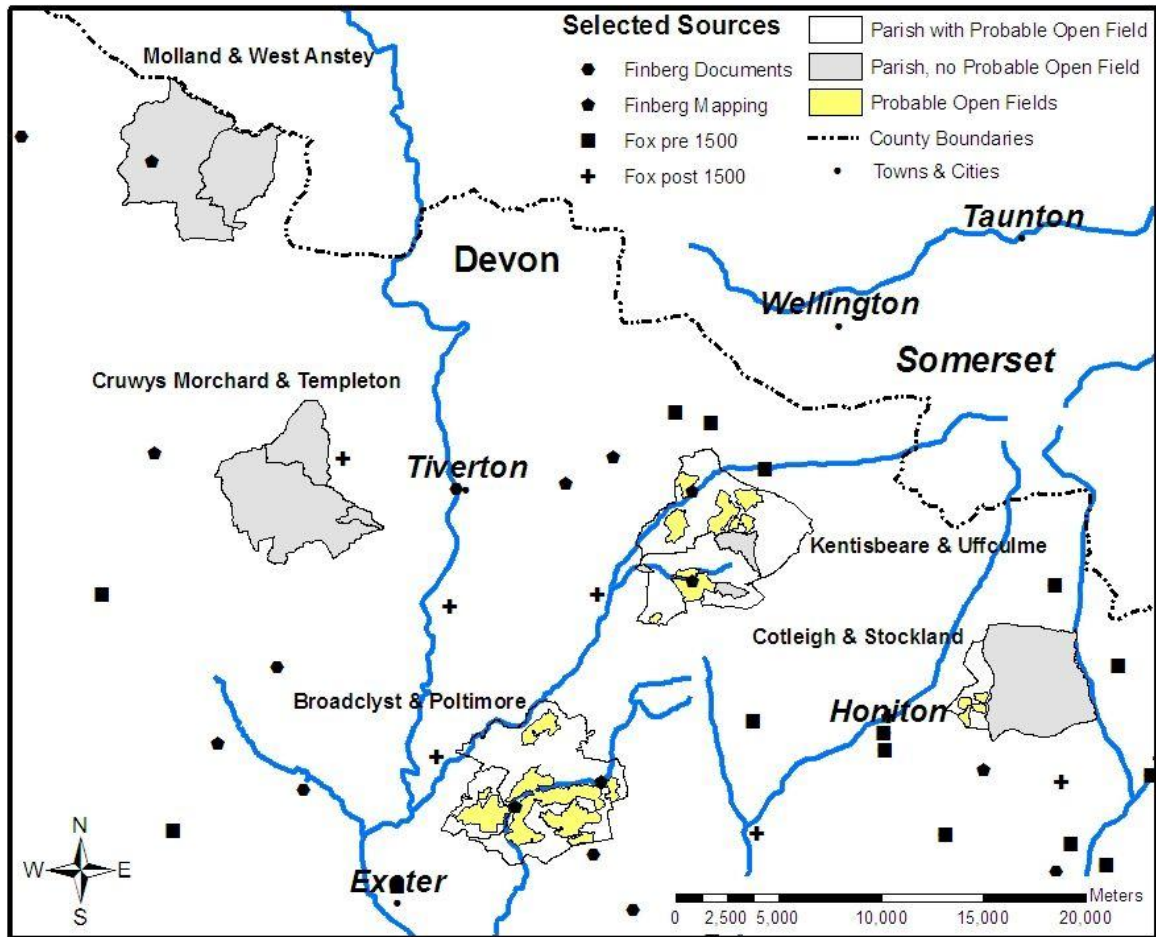 Molland & West Anstey
Selected Sources
Finberg Documents
Finberg Mapping
Fox pre 1500
Fox post 1500
Parish with Probable Open Field
Parish, no Probable Open Field
Probable Open Fields
County Boundaries
Towns & Cities
Taunton
Devon
Wellington
Somerset
Cruwys Morchard & Templeton
Tiverton
Kentisbeare & Uffculme
Cotleigh & Stockland
Broadclyst & Poltimore
Honiton
Exeter
N
W E
S
Meters
0 2,500 5,000 10,000 15,000 20,000